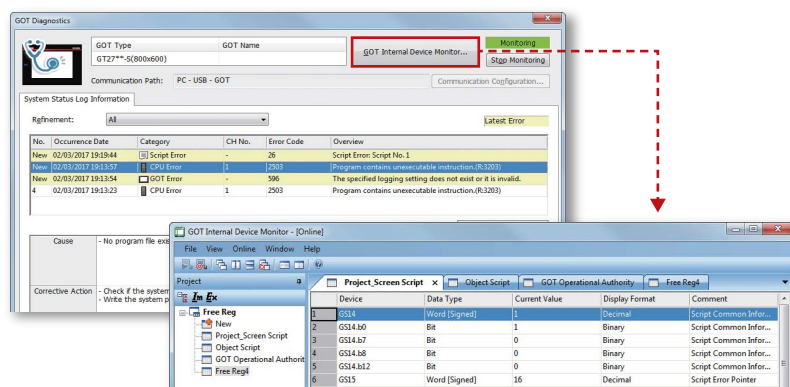 GOT Diagnostics
GOT Type GOT Name
GT27**-S(800x600)
GOT Internal Device Monitor...
Monitoring
Stop Monitoring
Communication Path: PC - USB - GOT
Communication Configuration...
System Status Log Information
Refinement: All
Latest Error
No. Occurrence Date Category CH No. Error Code Overview
New 02/03/2017 19:19:44 Script Error - 26 Script Error: Script No. 1
New 02/03/2017 19:13:57 CPU Error 1 2503 Program contains unexecutable instruction.(R:3203)
New 02/03/2017 19:13:54 GOT Error - 596 The specified logging setting does not exist or it is invalid.
4 02/03/2017 19:13:23 CPU Error 1 2503 Program contains unexecutable instruction.(R:3203)
Cause - No program file
Corrective Action - Check if the system
- Write the system
GOT Internal Device Monitor - [Online]
File View Online Window Help
Project
Im Ex
Free Reg
New
Project_Screen Script
Object Script
GOT Operational Authorit
Free Reg4
Project_Screen Script x Object Script GOT Operational Authority Free Reg4
Device Data Type Current Value Display Format Comment
1 GS14 Word [Signed] 1 Decimal Script Common Infor...
2 GS14.b0 Bit 1 Binary Script Common Infor...
3 GS14.b7 Bit 0 Binary Script Common Infor...
4 GS14.b8 Bit 0 Binary Script Common Infor...
5 GS14.b12 Bit 0 Binary Script Common Infor...
6 GS15 Word [Signed] 16 Decimal Script Error Pointer